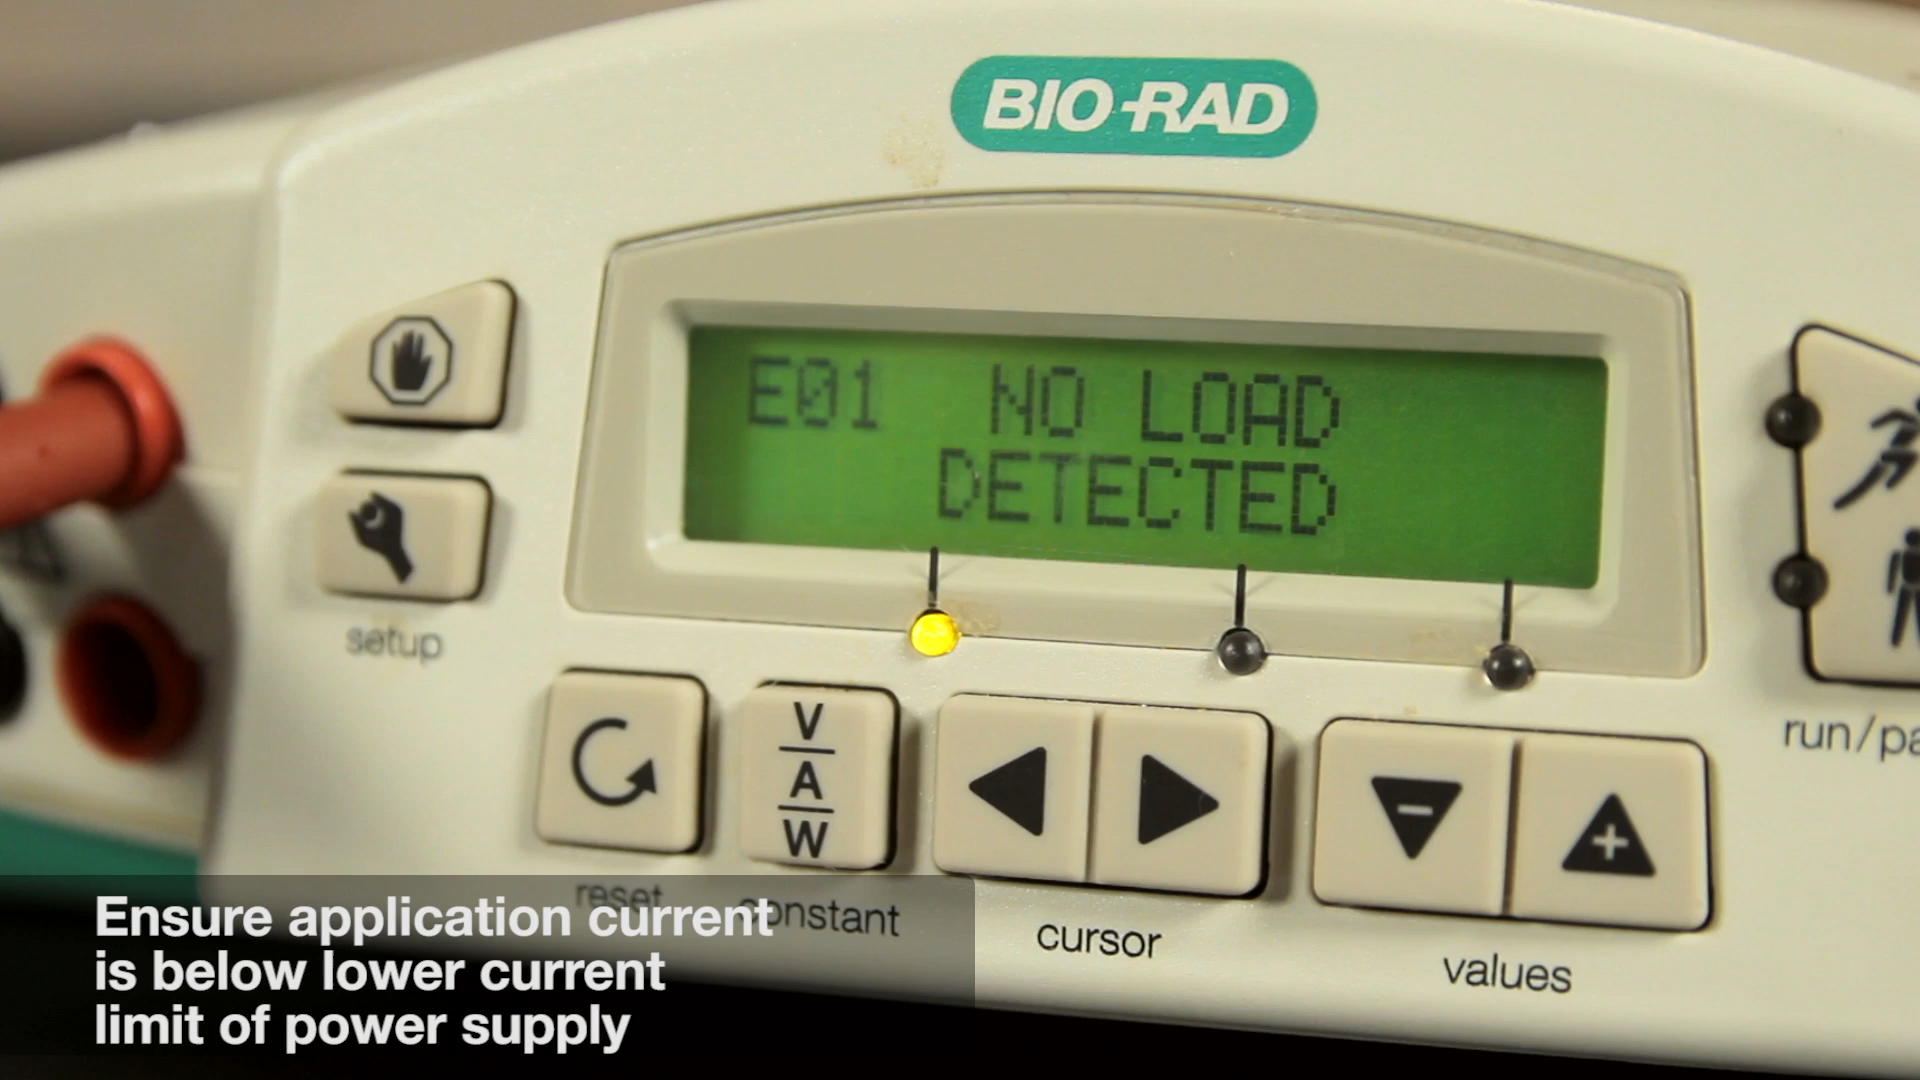 BIO-RAD
E01 NO LOAD
DETECTED
setup
V
A
W
reset
constant
cursor
values
run/pa
Ensure application current
is below lower current
limit of power supply